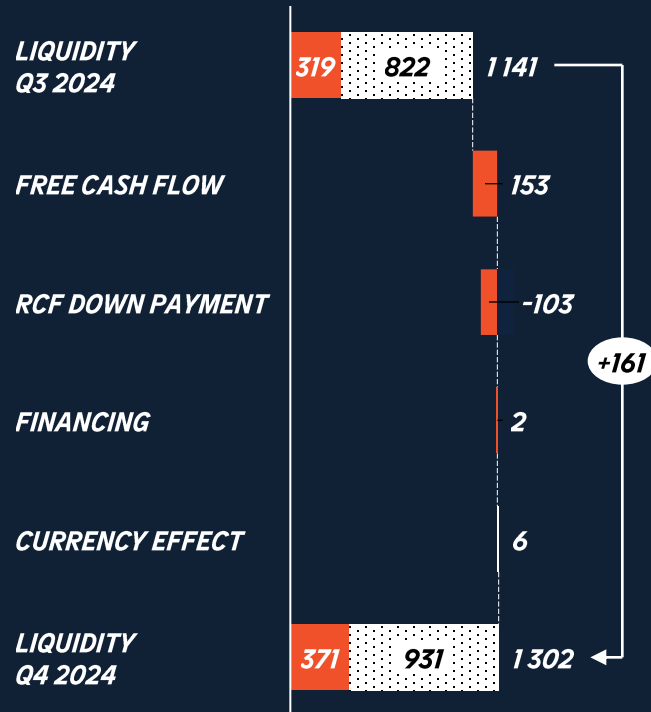 LIQUIDITY
Q3 2024
319 822 1 141
FREE CASH FLOW 153
RCF DOWN PAYMENT -103
+161
FINANCING 2
CURRENCY EFFECT 6
LIQUIDITY
Q4 2024
371 931 1 302